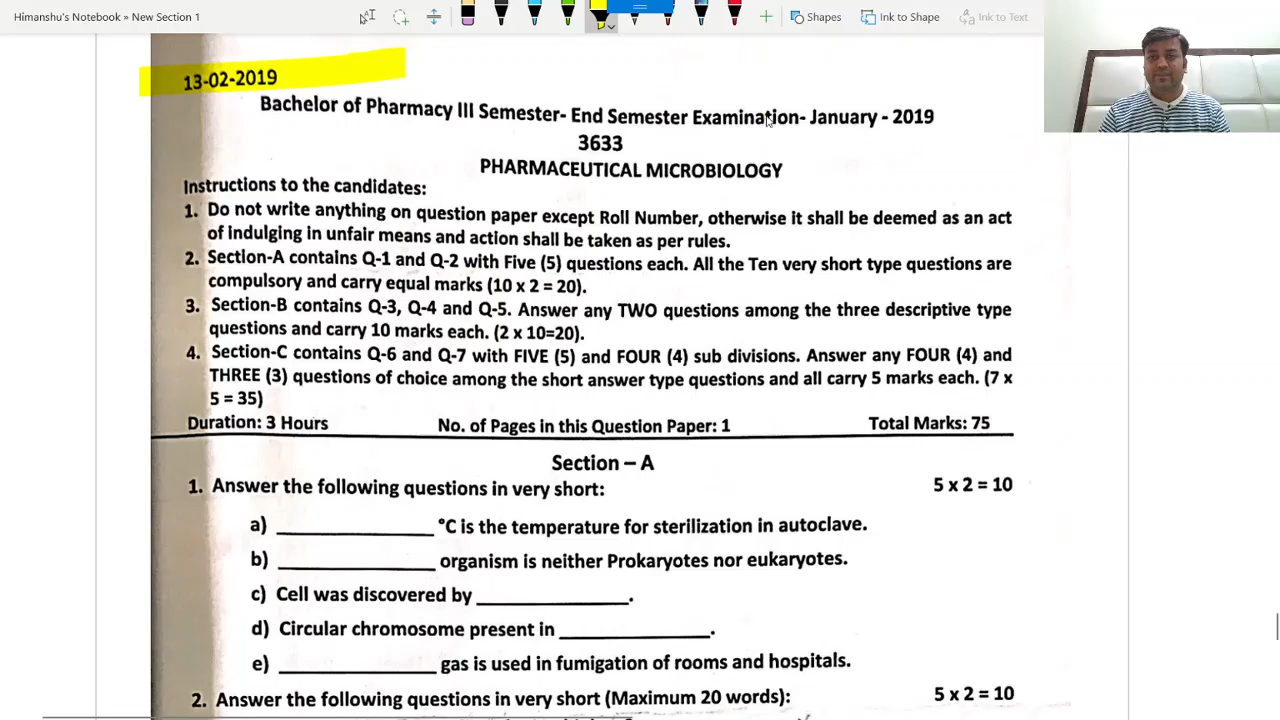 Himanshu's Notebook » New Section 1
Shapes
Ink to Shape
Ink to Text
13-02-2019
Bachelor of Pharmacy III Semester- End Semester Examination- January - 2019
3633
PHARMACEUTICAL MICROBIOLOGY
Instructions to the candidates:
1. Do not write anything on question paper except Roll Number, otherwise it shall be deemed as an act
of indulging in unfair means and action shall be taken as per rules.
2. Section-A contains Q-1 and Q-2 with Five (5) questions each. All the Ten very short type questions are
compulsory and carry equal marks (10 x 2 = 20).
3. Section-B contains Q-3, Q-4 and Q-5. Answer any TWO questions among the three descriptive type
questions and carry 10 marks each. (2 x 10=20).
4. Section-C contains Q-6 and Q-7 with FIVE (5) and FOUR (4) sub divisions. Answer any FOUR (4) and
THREE (3) questions of choice among the short answer type questions and all carry 5 marks each. (7 x
5 = 35)
Duration: 3 Hours No. of Pages in this Question Paper: 1 Total Marks: 75
Section – A
1. Answer the following questions in very short: 5 x 2 = 10
a) ______________ °C is the temperature for sterilization in autoclave.
b) ______________ organism is neither Prokaryotes nor eukaryotes.
c) Cell was discovered by ______________.
d) Circular chromosome present in ______________.
e) ______________ gas is used in fumigation of rooms and hospitals.
2. Answer the following questions in very short (Maximum 20 words): 5 x 2 = 10